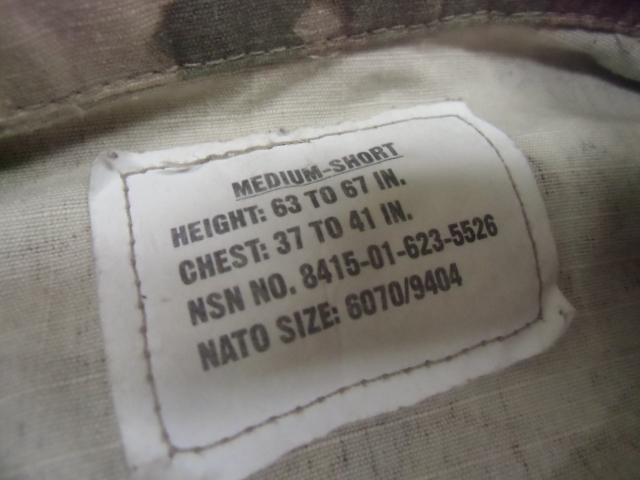 MEDIUM-SHORT
HEIGHT: 63 TO 67 IN.
CHEST: 37 TO 41 IN.
NSN NO. 8415-01-623-5526
NATO SIZE: 6070/9404